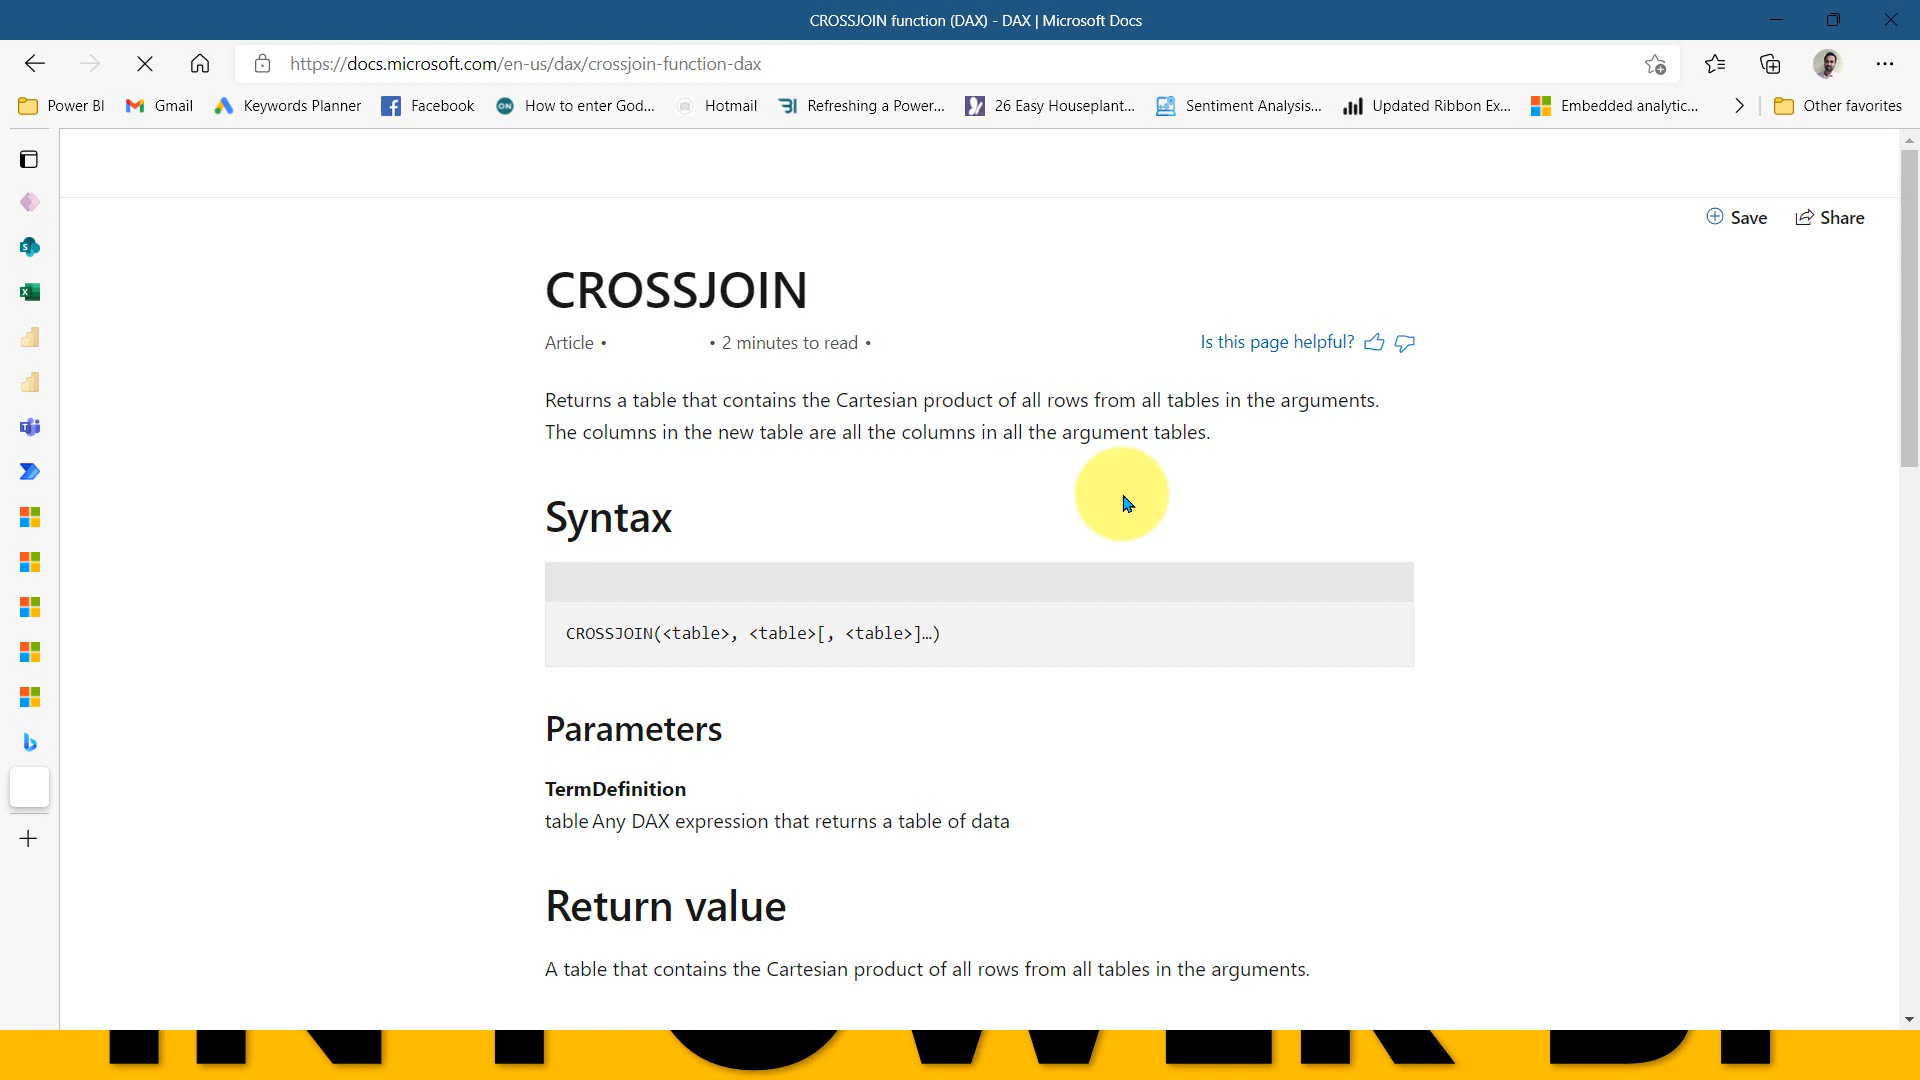 CROSSJOIN function (DAX) - DAX | Microsoft Docs
https://docs.microsoft.com/en-us/dax/crossjoin-function-dax
Power BI
Gmail
Keywords Planner
Facebook
How to enter God...
Hotmail
Refreshing a Power...
26 Easy Houseplant...
Sentiment Analysis...
Updated Ribbon Ex...
Embedded analytic...
Other favorites
Save
Share
CROSSJOIN
Article •
• 2 minutes to read •
Is this page helpful?
Returns a table that contains the Cartesian product of all rows from all tables in the arguments.
The columns in the new table are all the columns in all the argument tables.
Syntax
CROSSJOIN(<table>, <table>[, <table>]…)
Parameters
TermDefinition
table Any DAX expression that returns a table of data
Return value
A table that contains the Cartesian product of all rows from all tables in the arguments.
IN POWER BI